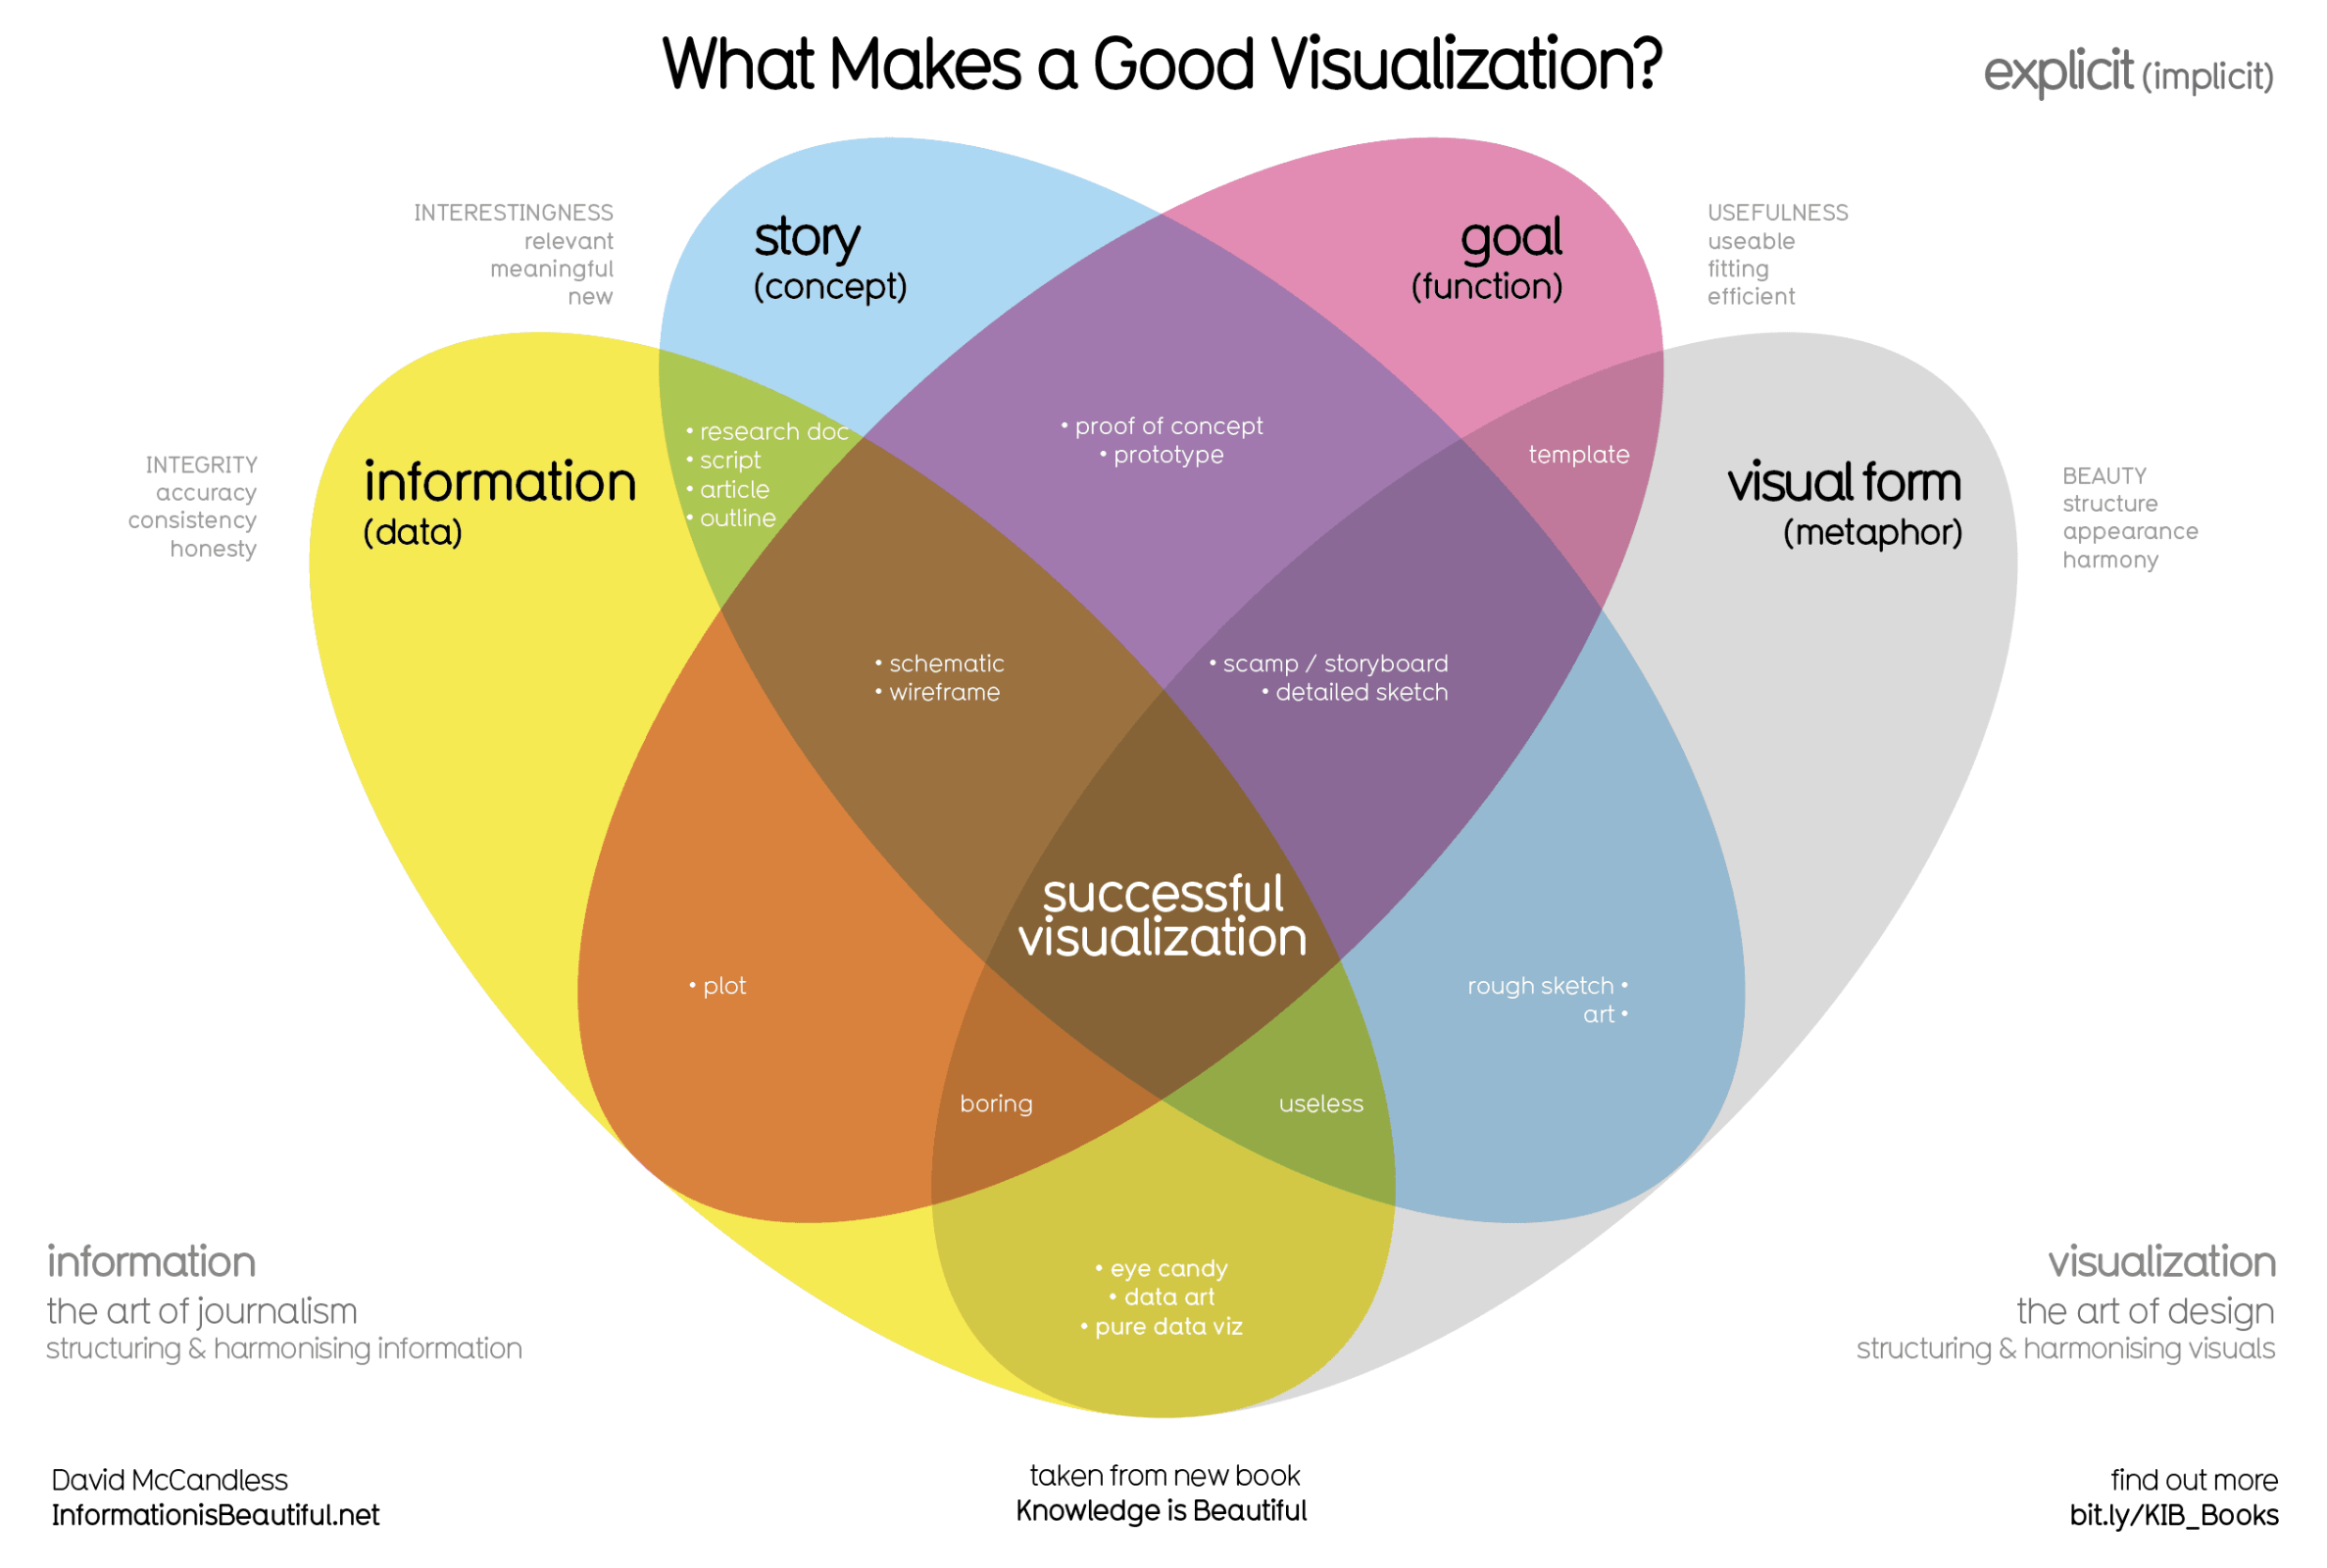 What Makes a Good Visualization?
explicit (implicit)
INTERESTINGNESS
relevant
meaningful
new
story
(concept)
goal
(function)
USEFULNESS
useable
fitting
efficient
INTEGRITY
accuracy
consistency
honesty
information
(data)
• research doc
• script
• article
• outline
• proof of concept
• prototype
template
visual form
(metaphor)
BEAUTY
structure
appearance
harmony
• schematic
• wireframe
• scamp / storyboard
• detailed sketch
successful
visualization
• plot
rough sketch •
art •
boring
useless
• eye candy
• data art
• pure data viz
information
the art of journalism
structuring & harmonising information
visualization
the art of design
structuring & harmonising visuals
David McCandless
InformationisBeautiful.net
taken from new book
Knowledge is Beautiful
find out more
bit.ly/KIB_Books